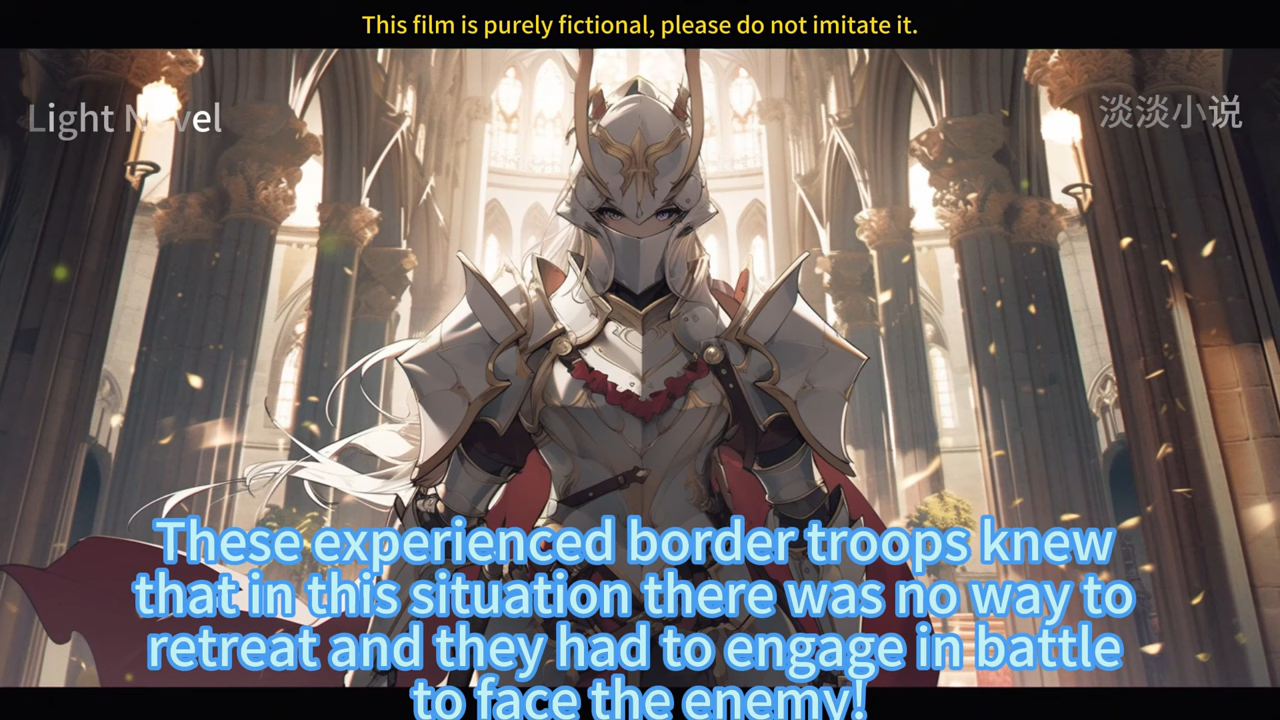 This film is purely fictional, please do not imitate it.
Light Novel
淡淡小说
These experienced border troops knew
that in this situation there was no way to
retreat and they had to engage in battle
to face the enemy!